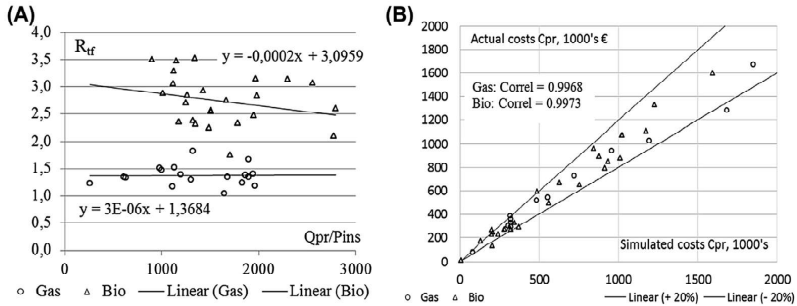 (A)
R_tf
4,0
3,5
3,0
2,5
2,0
1,5
1,0
0,5
0,0
y = -0,0002x + 3,0959
y = 3E-06x + 1,3684
Qpr/Pins
0 1000 2000 3000
Gas Bio Linear (Gas) Linear (Bio)
(B)
2000
1800
1600
1400
1200
1000
800
600
400
200
0
Actual costs Cpr, 1000's €
Gas: Correl = 0.9968
Bio: Correl = 0.9973
Simulated costs Cpr, 1000's
0 500 1000 1500 2000
Gas Bio Linear (+ 20%) Linear (- 20%)